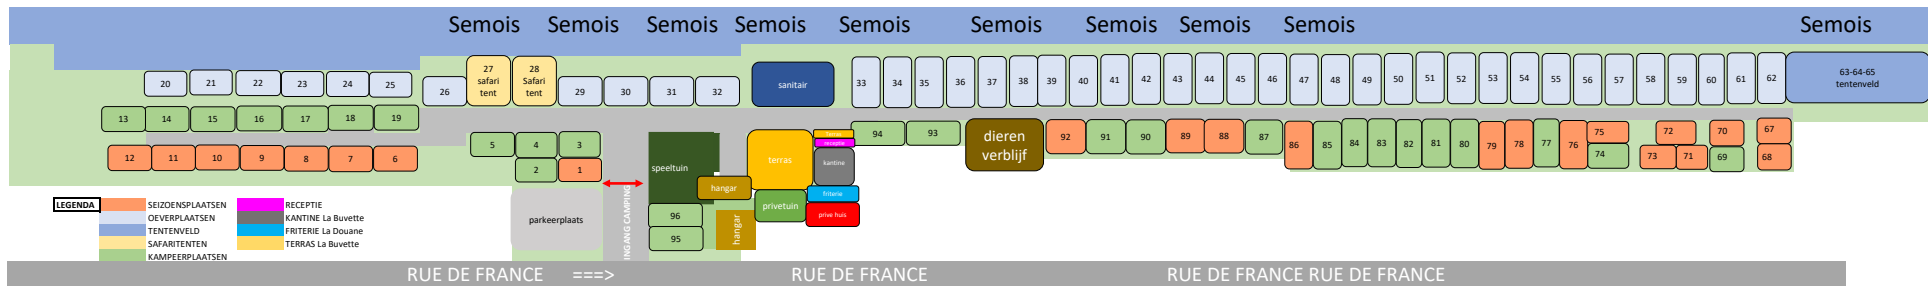 Semois Semois Semois Semois Semois Semois Semois Semois Semois Semois
27
safari
tent
28
Safari
tent
20 21 22 23 24 25
26 29 30 31 32
sanitair
33 34 35 36 37 38 39 40 41 42 43 44 45 46 47 48 49 50 51 52 53 54 55 56 57 58 59 60 61 62
63-64-65
tentenveld
13 14 15 16 17 18 19
12 11 10 9 8 7 6
5 4 3
2 1
speeltuin
terras
Terras
receptie
kantine
hangar
friterie
privetuin
prive huis
94 93
dieren
verblijf
92 91 90 89 88 87 86 85 84 83 82 81 80 79 78 77 76
75
74
72
73 71
70
69
67
68
parkeerplaats
INGANG CAMPING
96
95
hangar
LEGENDA
SEIZOENSPLAATSEN
OEVERPLAATSEN
TENTENVELD
SAFARITENTEN
KAMPEERPLAATSEN
RECEPTIE
KANTINE La Buvette
FRITERIE La Douane
TERRAS La Buvette
RUE DE FRANCE ===> RUE DE FRANCE RUE DE FRANCE RUE DE FRANCE